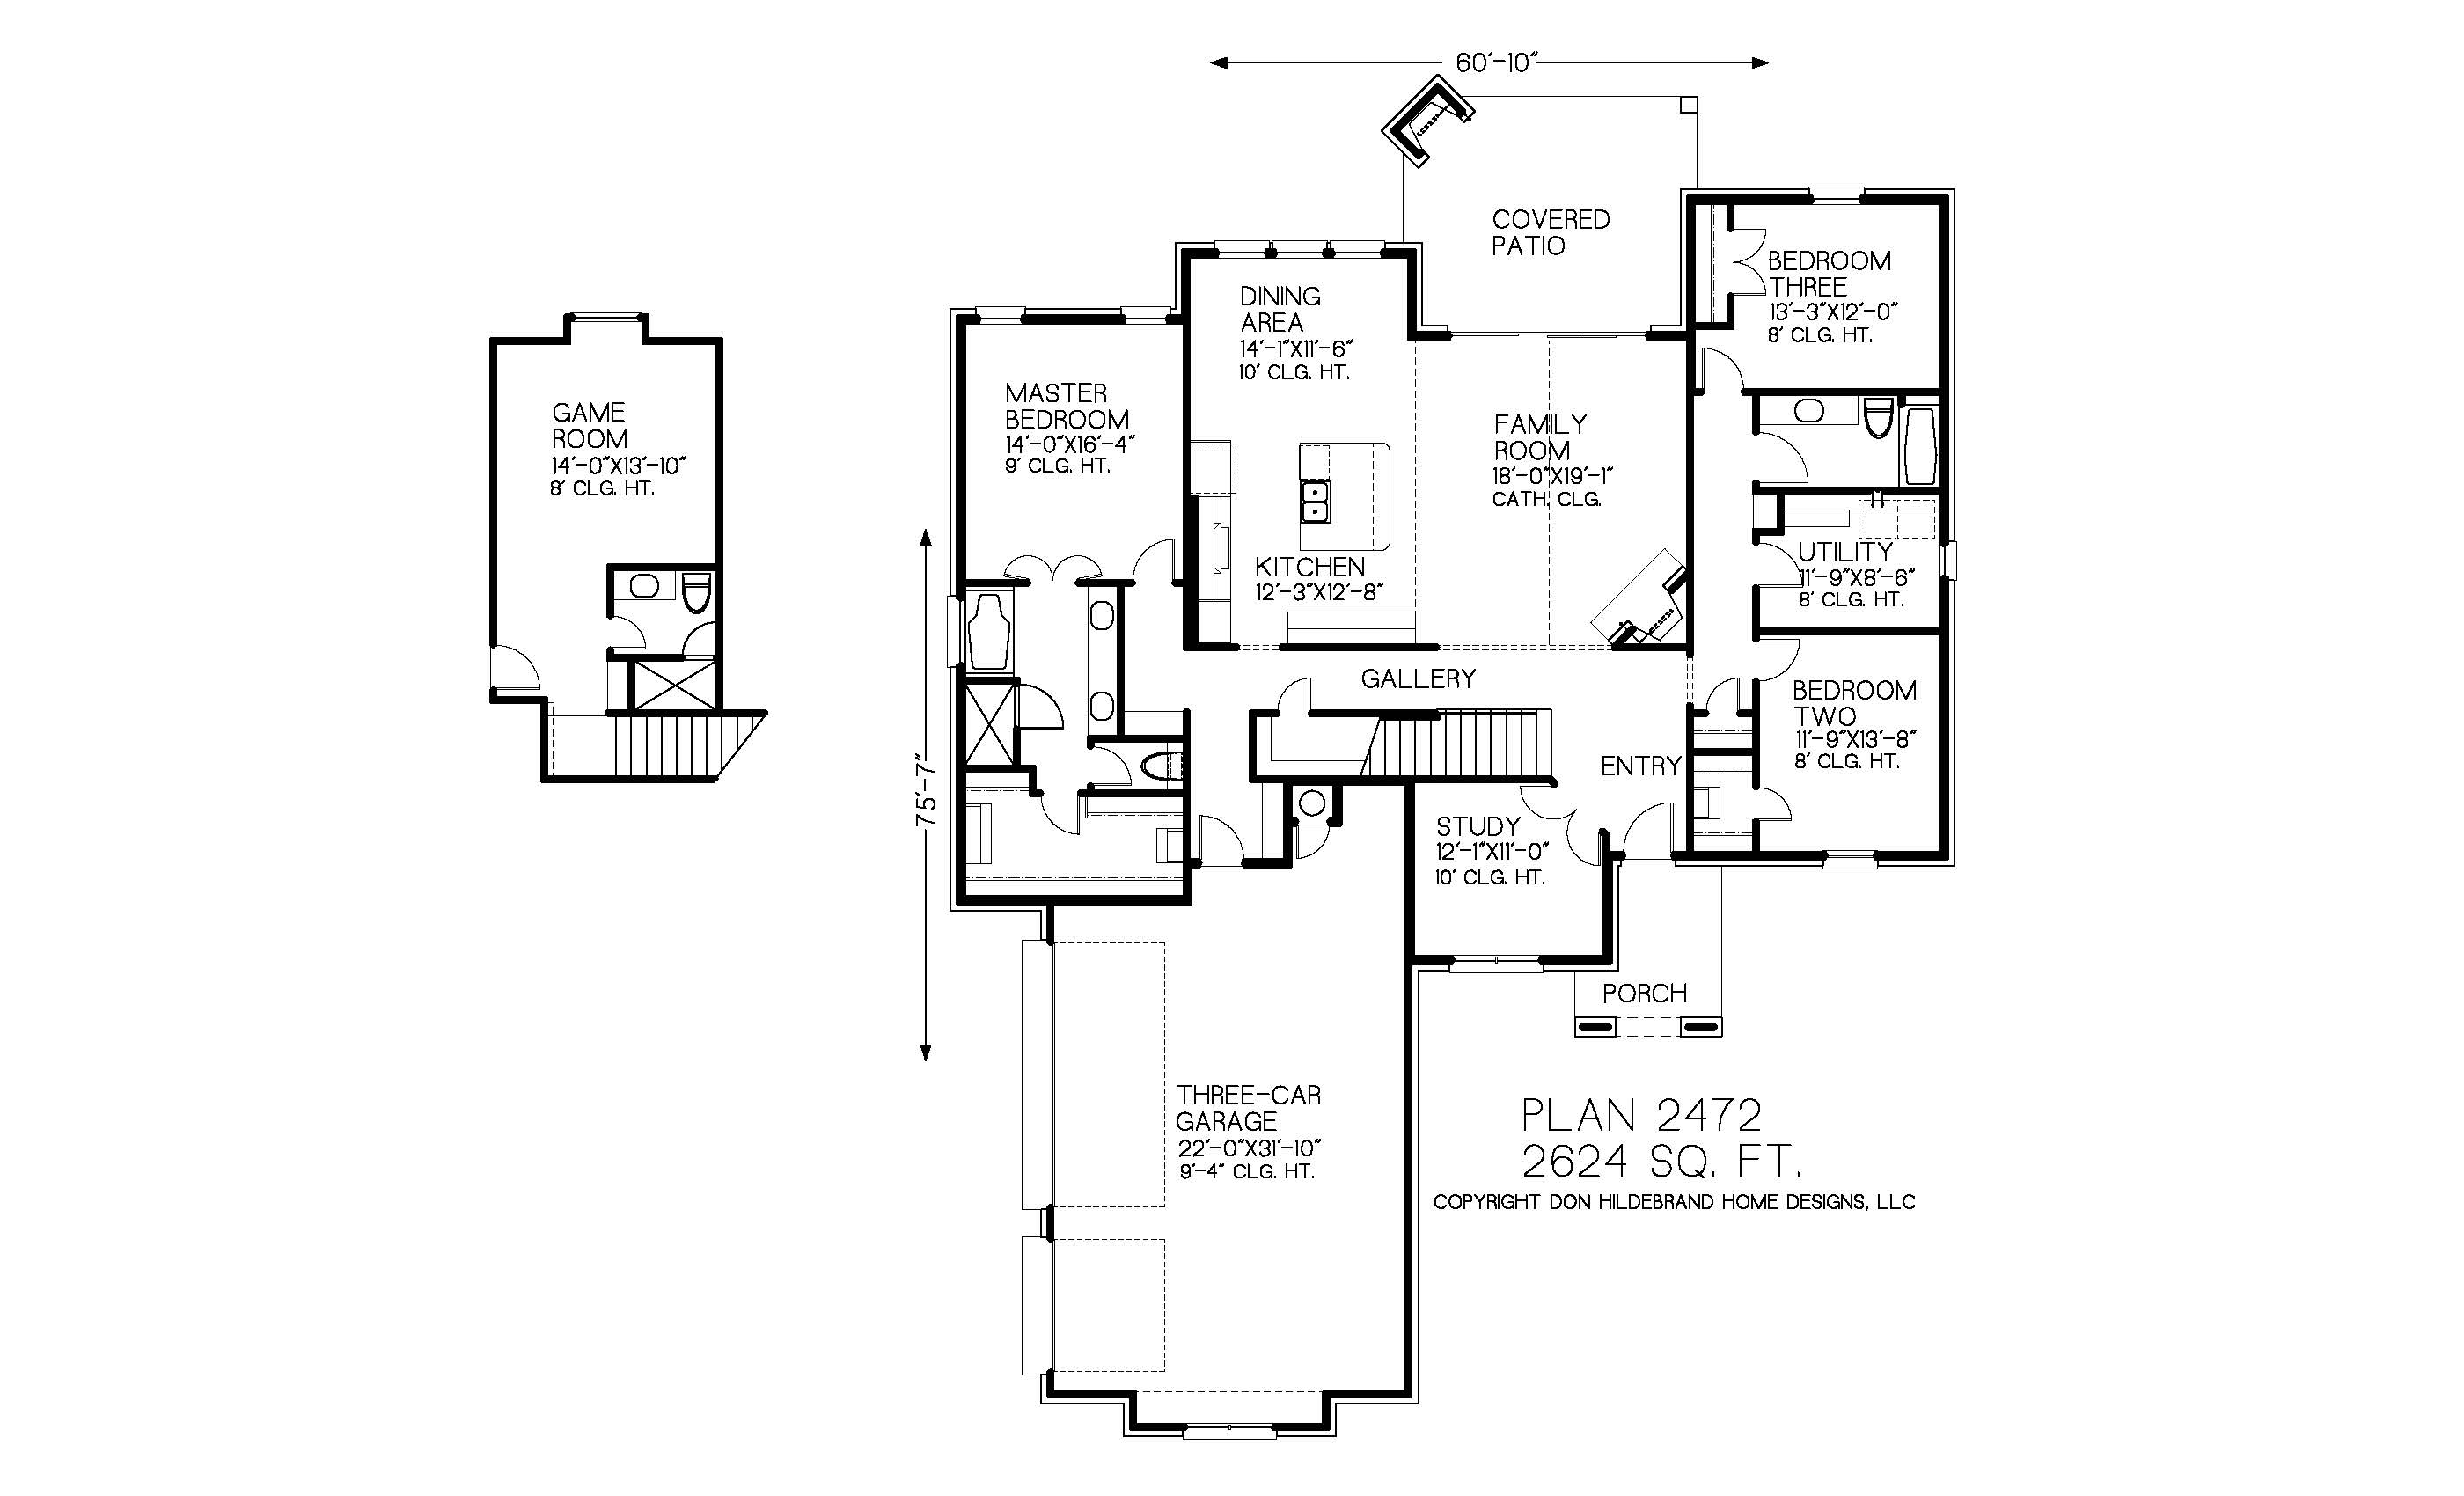 60'-10"
COVERED
PATIO
BEDROOM
THREE
13'-3"X12'-0"
8' CLG. HT.
DINING
AREA
14'-1"X11'-6"
10' CLG. HT.
MASTER
BEDROOM
14'-0"X16'-4"
9' CLG. HT.
GAME
ROOM
14'-0"X13'-10"
8' CLG. HT.
FAMILY
ROOM
18'-0"X19'-1"
CATH. CLG.
KITCHEN
12'-3"X12'-8"
UTILITY
11'-9"X8'-6"
8' CLG. HT.
GALLERY
BEDROOM
TWO
11'-9"X13'-8"
8' CLG. HT.
ENTRY
75'-7"
STUDY
12'-1"X11'-0"
10' CLG. HT.
PORCH
THREE-CAR
GARAGE
22'-0"X31'-10"
9'-4" CLG. HT.
PLAN 2472
2624 SQ. FT.
COPYRIGHT DON HILDEBRAND HOME DESIGNS, LLC